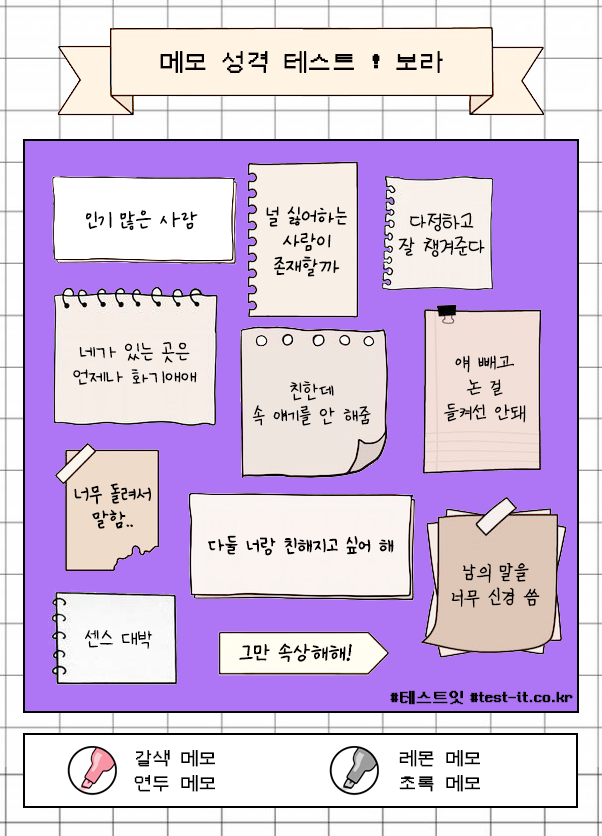 메모 성격 테스트 ! 보라
인기 많은 사람
널 싫어하는
사람이
존재할까
다정하고
잘 챙겨준다
네가 있는 곳은
언제나 화기애애
친한데
속 얘기를 안 해줌
얘 빼고
논 걸
들켜선 안돼
너무 돌려서
말함..
다들 너랑 친해지고 싶어 해
남의 말을
너무 신경 씀
센스 대박
그만 속상해해!
#테스트잇 #test-it.co.kr
갈색 메모
연두 메모
레몬 메모
초록 메모